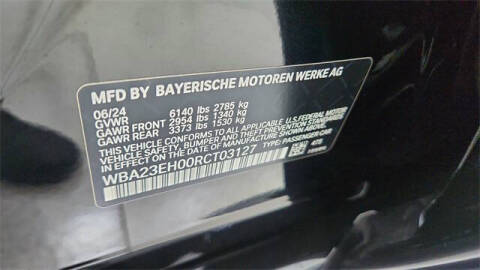 MFD BY BAYERISCHE MOTOREN WERKE AG
06/24
GVWR 6140 lbs 2785 kg
GAWR FRONT 2954 lbs 1340 kg
GAWR REAR 3373 lbs 1530 kg
THIS VEHICLE CONFORMS TO ALL APPLICABLE U.S. FEDERAL MOTOR
VEHICLE SAFETY, BUMPER, AND THEFT PREVENTION STANDARDS
IN EFFECT ON THE DATE OF MANUFACTURE SHOWN ABOVE.
WBA23EH00RCT03127 TYPE: PASSENGER CAR
475